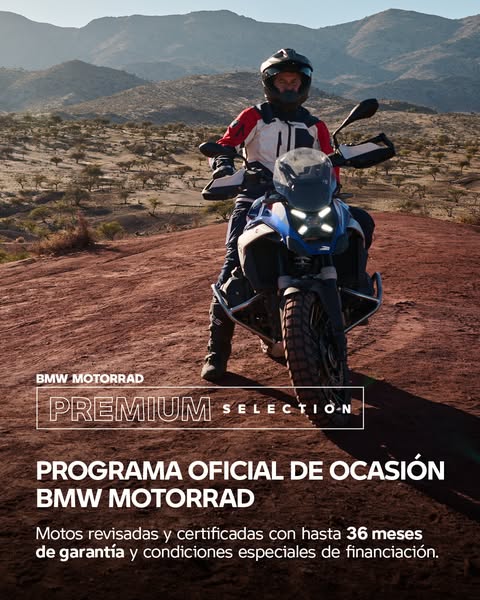 BMW MOTORRAD
PREMIUM SELECTION
PROGRAMA OFICIAL DE OCASIÓN
BMW MOTORRAD
Motos revisadas y certificadas con hasta 36 meses
de garantía y condiciones especiales de financiación.